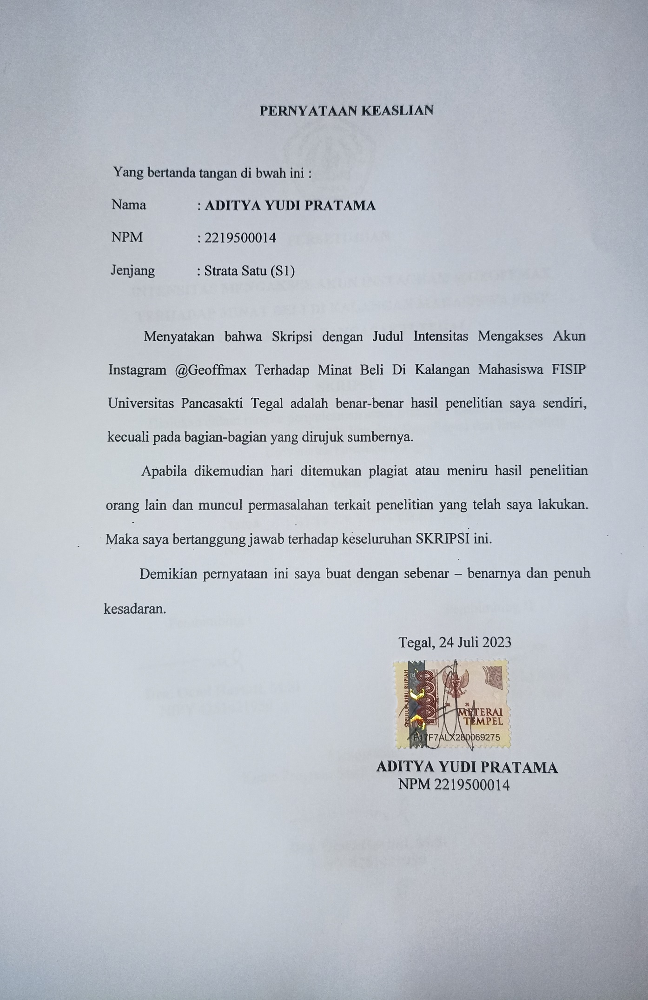 PERNYATAAN KEASLIAN
Yang bertanda tangan di bwah ini :
Nama : ADITYA YUDI PRATAMA
NPM : 2219500014
Jenjang : Strata Satu (S1)
Menyatakan bahwa Skripsi dengan Judul Intensitas Mengakses Akun
Instagram @Geoffmax Terhadap Minat Beli Di Kalangan Mahasiswa FISIP
Universitas Pancasakti Tegal adalah benar-benar hasil penelitian saya sendiri,
kecuali pada bagian-bagian yang dirujuk sumbernya.
Apabila dikemudian hari ditemukan plagiat atau meniru hasil penelitian
orang lain dan muncul permasalahan terkait penelitian yang telah saya lakukan.
Maka saya bertanggung jawab terhadap keseluruhan SKRIPSI ini.
Demikian pernyataan ini saya buat dengan sebenar – benarnya dan penuh
kesadaran.
Tegal, 24 Juli 2023
SEPULUH RIBU RUPIAH
10000
TGL 20
METERAI
TEMPEL
ADITYA YUDI PRATAMA
NPM 2219500014